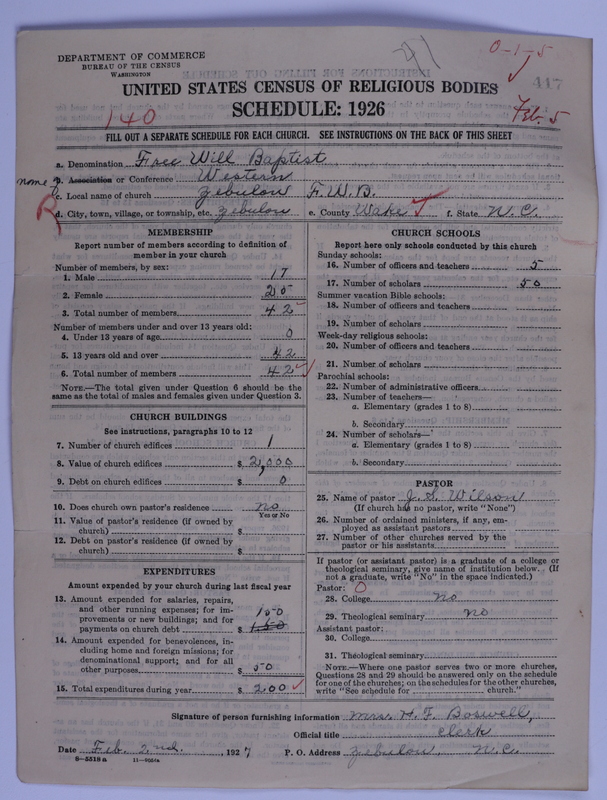 DEPARTMENT OF COMMERCE
BUREAU OF THE CENSUS
WASHINGTON
41
0-1-5
417
UNITED STATES CENSUS OF RELIGIOUS BODIES
SCHEDULE: 1926
140
Feb. 5
FILL OUT A SEPARATE SCHEDULE FOR EACH CHURCH. SEE INSTRUCTIONS ON THE BACK OF THIS SHEET
a. Denomination Free Will Baptist
name of b. Association or Conference Western
c. Local name of church Zebulon F. W. B.
R
d. City, town, village, or township, etc. Zebulon e. County Wake f. State N. C.
MEMBERSHIP
Report number of members according to definition of
member in your church
Number of members, by sex:
1. Male 17
2. Female 25
3. Total number of members 42
Number of members under and over 13 years old:
4. Under 13 years of age 0
5. 13 years old and over 42
6. Total number of members 42
NOTE.—The total given under Question 6 should be the
same as the total of males and females given under Question 3.
CHURCH BUILDINGS
See instructions, paragraphs 10 to 12
7. Number of church edifices 1
8. Value of church edifices $ 2,000
9. Debt on church edifices $ 0
10. Does church own pastor's residence? no
Yes or No
11. Value of pastor's residence (if owned by
church) $
12. Debt on pastor's residence (if owned by
church) $
EXPENDITURES
Amount expended by your church during last fiscal year
13. Amount expended for salaries, repairs,
and other running expenses; for im-
provements or new buildings; and for
payments on church debt $ 150 150
14. Amount expended for benevolences, in-
cluding home and foreign missions; for
denominational support; and for all
other purposes $ 50
15. Total expenditures during year $ 200
CHURCH SCHOOLS
Report here only schools conducted by this church
Sunday schools:
16. Number of officers and teachers 5
17. Number of scholars 50
Summer vacation Bible schools:
18. Number of officers and teachers
19. Number of scholars
Week-day religious schools:
20. Number of officers and teachers
21. Number of scholars
Parochial schools:
22. Number of administrative officers
23. Number of teachers—
a. Elementary (grades 1 to 8)
b. Secondary
24. Number of scholars—
a. Elementary (grades 1 to 8)
b. Secondary
PASTOR
25. Name of pastor J. S. Wilson
(If church has no pastor, write "None")
26. Number of ordained ministers, if any, em-
ployed as assistant pastors
27. Number of other churches served by the
pastor or his assistants
If pastor (or assistant pastor) is a graduate of a college or
theological seminary, give name of institution below. (If
not a graduate, write "No" in the space indicated.)
Pastor: O
28. College no
29. Theological seminary no
Assistant pastor:
30. College
31. Theological seminary
NOTE.—Where one pastor serves two or more churches,
Questions 28 and 29 should be answered only on the schedule
for one of the churches; on the schedules for the other churches,
write "See schedule for church."
Signature of person furnishing information Mrs. H. F. Boswell,
Official title Clerk
Date Feb. 2nd, 1927 P. O. Address Zebulon, N.C.
8—5518 a 11—9054a